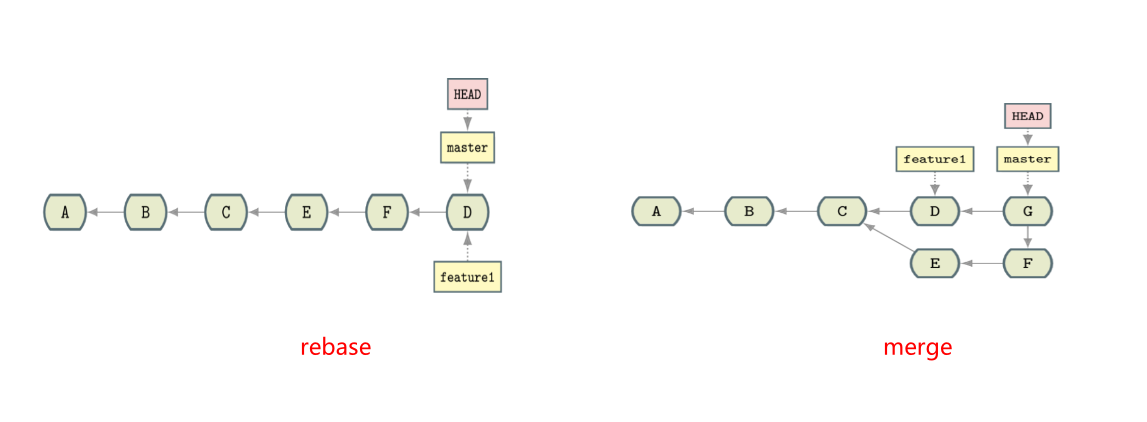 HEAD
master
A B C E F D
feature1
rebase
HEAD
feature1 master
A B C D G
E F
merge